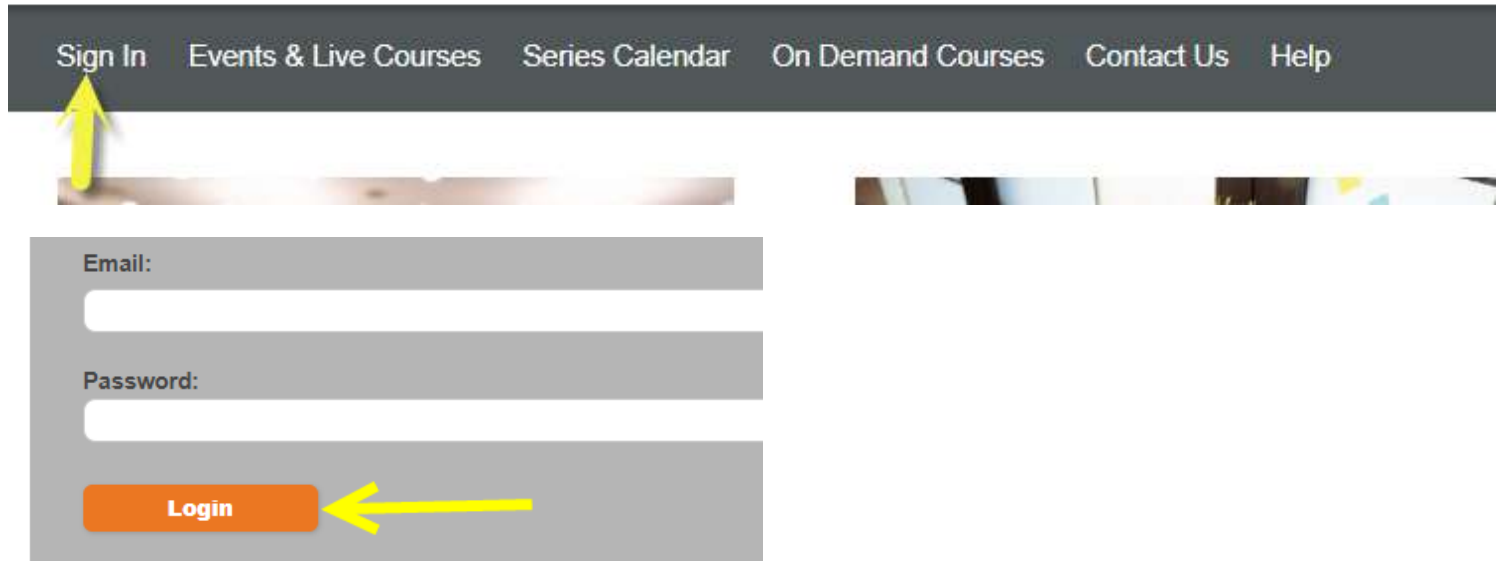 Sign In Events & Live Courses Series Calendar On Demand Courses Contact Us Help
Email:
Password:
Login